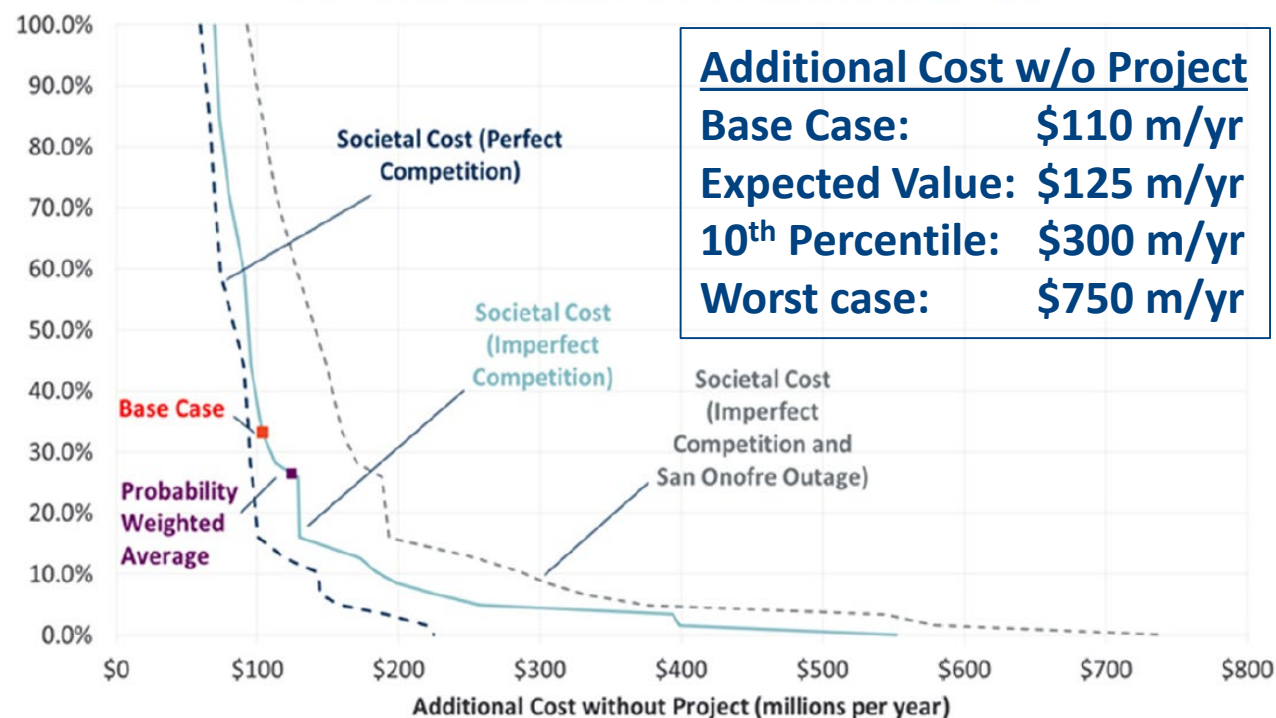 100.0%
90.0%
80.0%
70.0%
60.0%
50.0%
40.0%
30.0%
20.0%
10.0%
0.0%
Additional Cost w/o Project
Base Case: $110 m/yr
Expected Value: $125 m/yr
10th Percentile: $300 m/yr
Worst case: $750 m/yr
Societal Cost (Perfect
Competition)
Societal Cost
(Imperfect
Competition)
Societal Cost
(Imperfect
Competition and
San Onofre Outage)
Base Case
Probability
Weighted
Average
$0 $100 $200 $300 $400 $500 $600 $700 $800
Additional Cost without Project (millions per year)